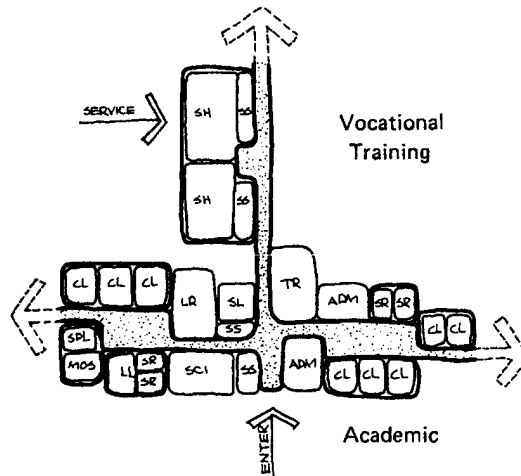 SERVICE
SH
SS
Vocational
Training
SH
SS
CL CL CL
LR
SL
SS
TR
ADM
SR SR
CL CL
SPL
MOS
LL
SR
SR
SCI
SS
ADM
CL CL CL
ENTER
Academic